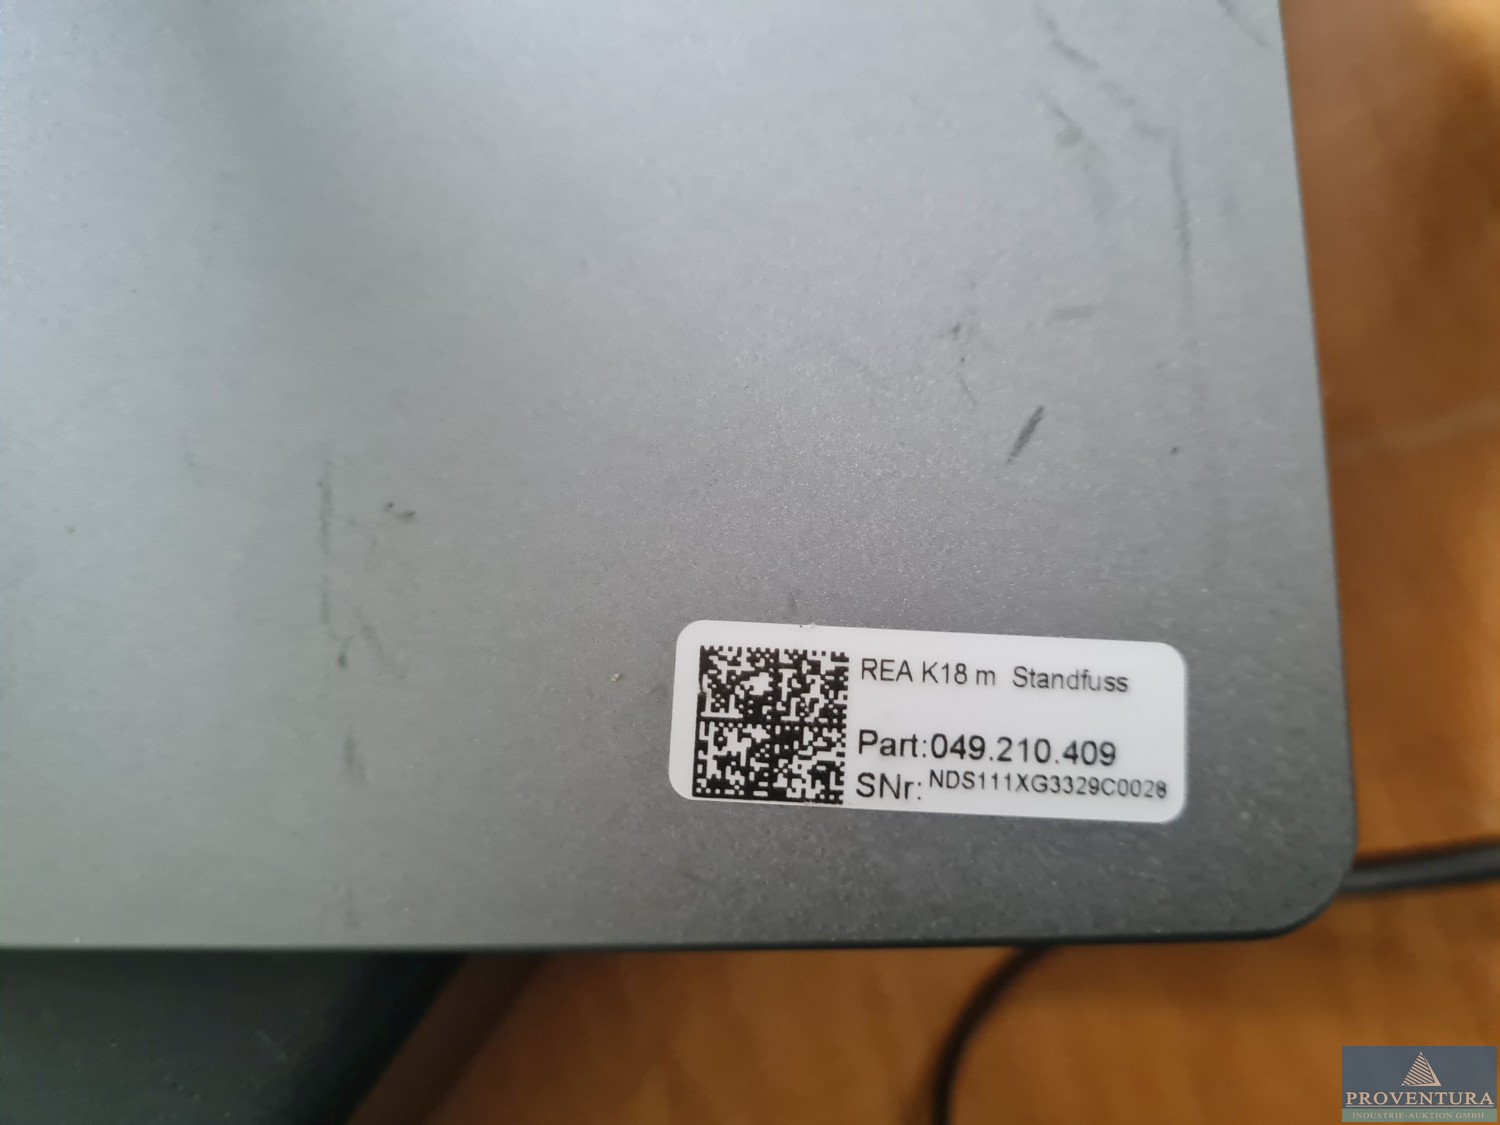 REA K18 m Standfuss
Part:049.210.409
SNr: NDS111XG3329C0028
PROVENTURA
INDUSTRIE-AUKTION GMBH